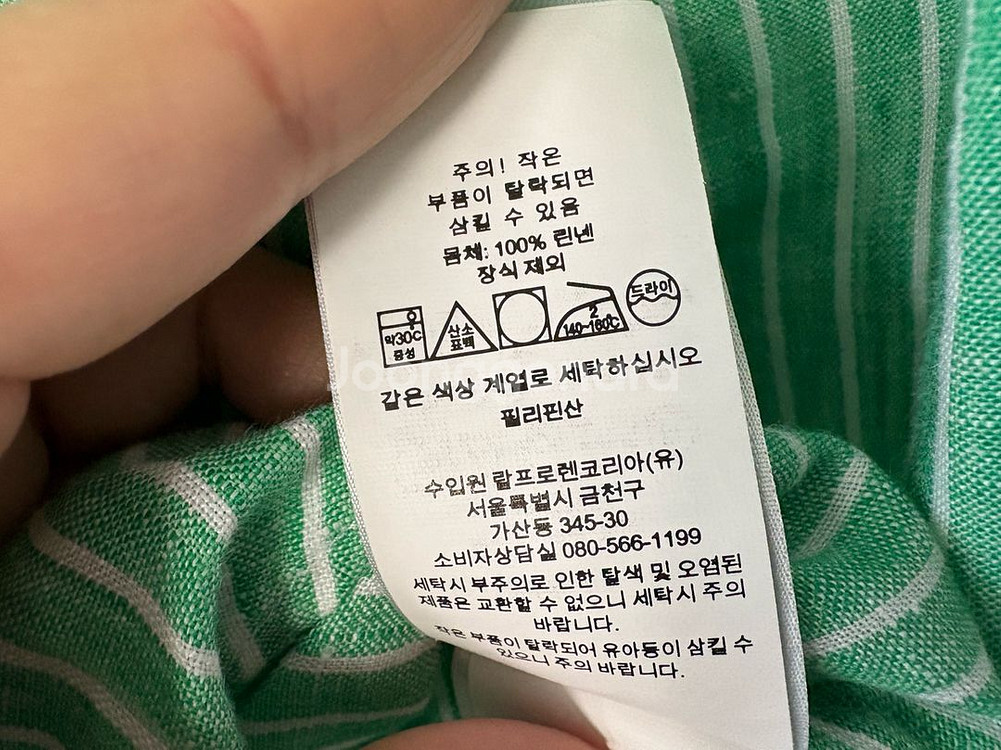 주의! 작은
부품이 탈락되면
삼킬 수 있음
몸체: 100% 린넨
장식 제외
약30℃
중성
산소
표백
2
140~160℃
드라이
같은 색상 계열로 세탁하십시오
필리핀산
수입원 랄프로렌코리아(유)
서울특별시 금천구
가산동 345-30
소비자상담실 080-566-1199
세탁시 부주의로 인한 탈색 및 오염된
제품은 교환할 수 없으니 세탁시 주의
바랍니다.
작은 부품이 탈락되어 유아등이 삼킬 수
있으니 주의 바랍니다.